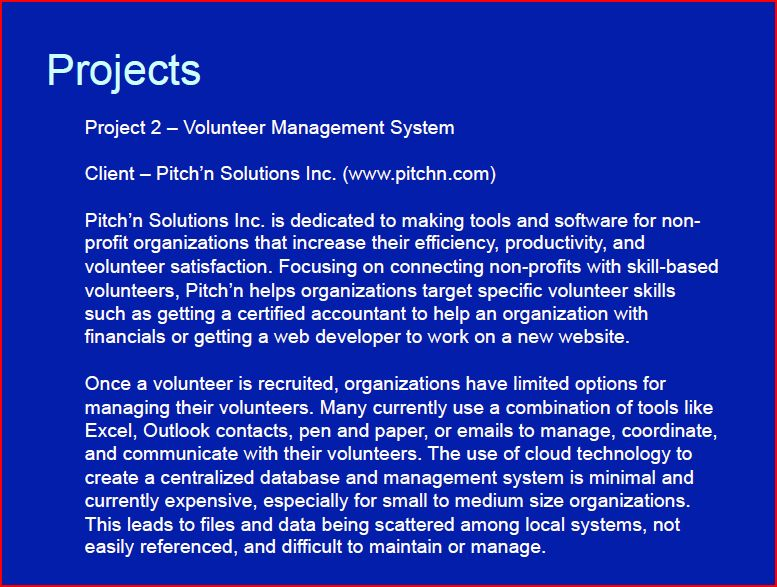 Projects
Project 2 – Volunteer Management System
Client – Pitch’n Solutions Inc. (www.pitchn.com)
Pitch’n Solutions Inc. is dedicated to making tools and software for non-
profit organizations that increase their efficiency, productivity, and
volunteer satisfaction. Focusing on connecting non-profits with skill-based
volunteers, Pitch’n helps organizations target specific volunteer skills
such as getting a certified accountant to help an organization with
financials or getting a web developer to work on a new website.
Once a volunteer is recruited, organizations have limited options for
managing their volunteers. Many currently use a combination of tools like
Excel, Outlook contacts, pen and paper, or emails to manage, coordinate,
and communicate with their volunteers. The use of cloud technology to
create a centralized database and management system is minimal and
currently expensive, especially for small to medium size organizations.
This leads to files and data being scattered among local systems, not
easily referenced, and difficult to maintain or manage.